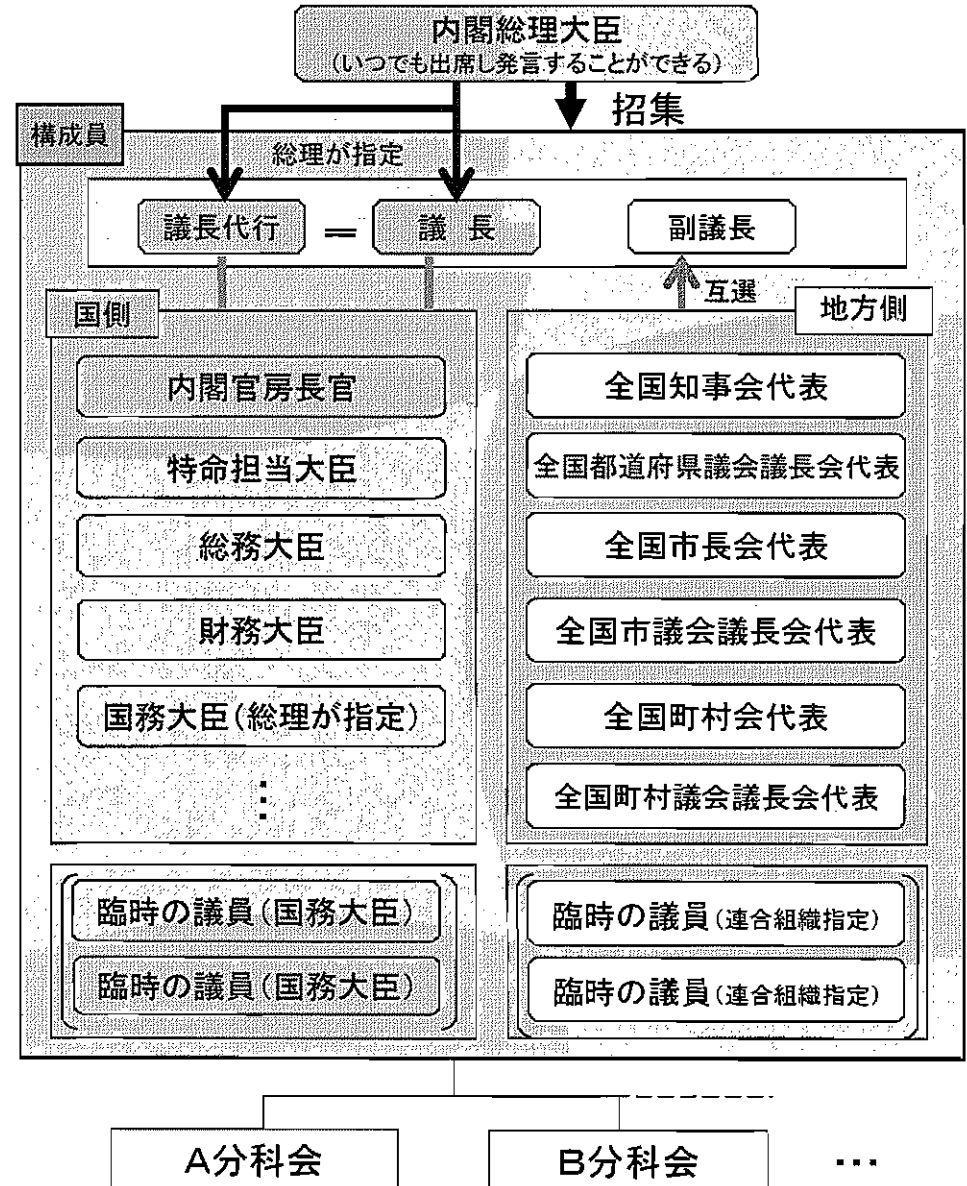 内閣総理大臣
(いつでも出席し発言することができる)
招集
構成員
総理が指定
議長代行
=
議 長
副議長
互選
国側
地方側
内閣官房長官
特命担当大臣
総務大臣
財務大臣
国務大臣(総理が指定)
⋮
全国知事会代表
全国都道府県議会議長会代表
全国市長会代表
全国市議会議長会代表
全国町村会代表
全国町村議会議長会代表
臨時の議員(国務大臣)
臨時の議員(国務大臣)
臨時の議員(連合組織指定)
臨時の議員(連合組織指定)
A分科会
B分科会
…